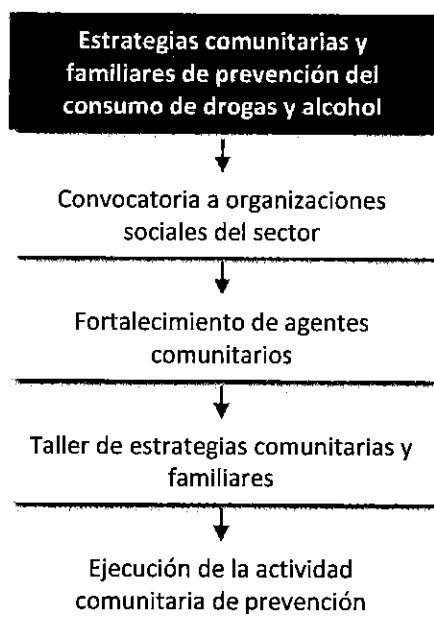 Estrategias comunitarias y
familiares de prevención del
consumo de drogas y alcohol
Convocatoria a organizaciones
sociales del sector
Fortalecimiento de agentes
comunitarios
Taller de estrategias comunitarias y
familiares
Ejecución de la actividad
comunitaria de prevención